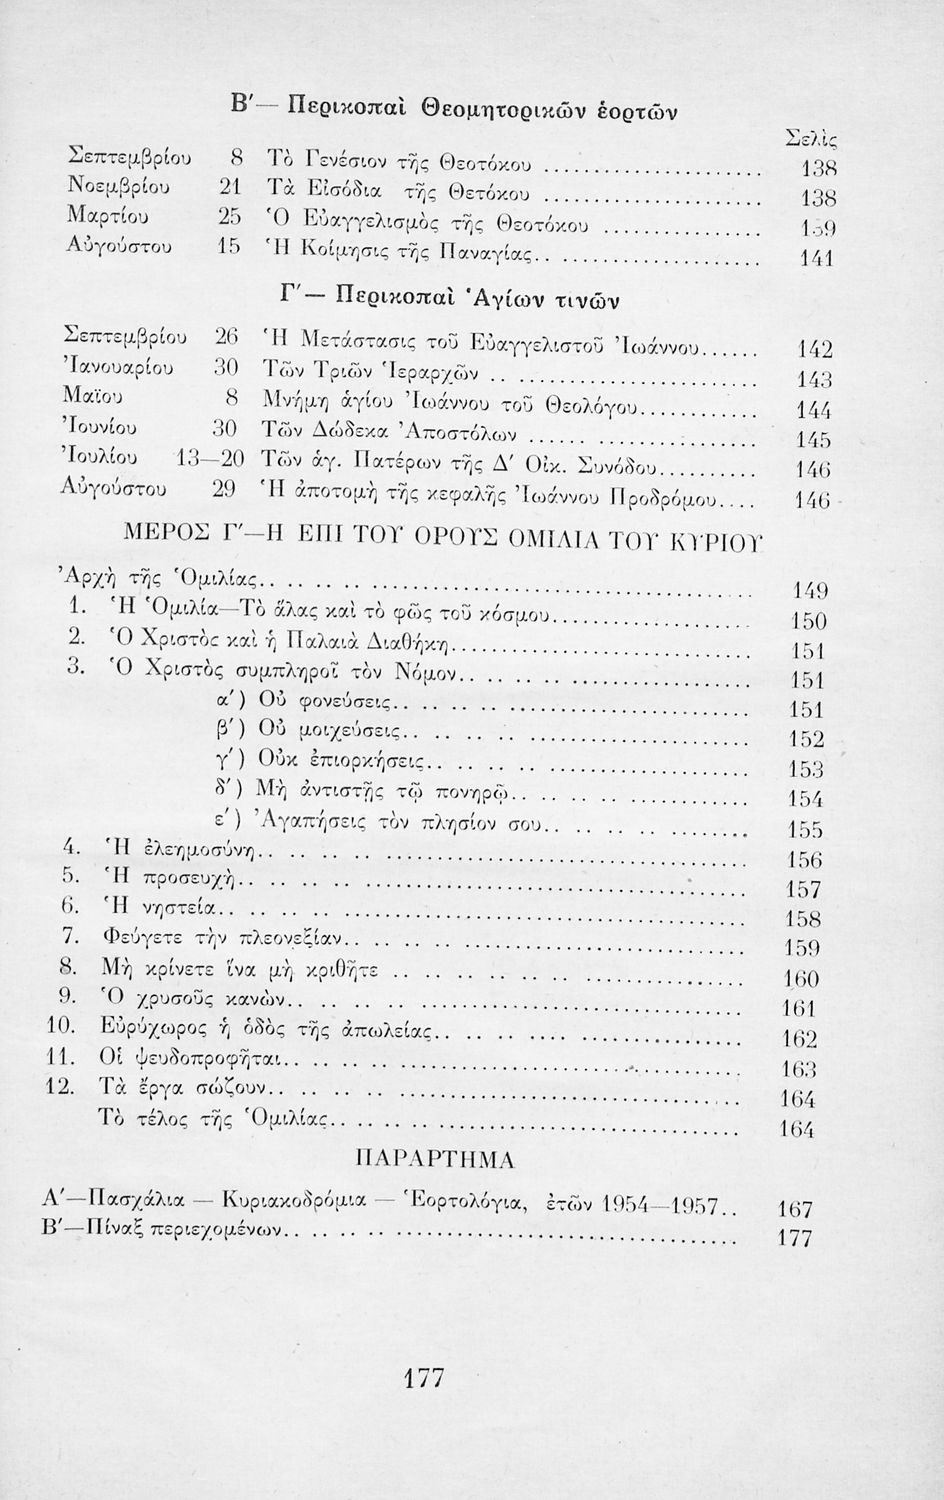 Β'— Περικοπαὶ Θεομητορικῶν ἑορτῶν
Σελὶς
Σεπτεμβρίου 8 Τὸ Γενέσιον τῆς Θεοτόκου .................... 138
Νοεμβρίου 21 Τὰ Εἰσόδια τῆς Θετόκου .................... 138
Μαρτίου 25 Ὁ Εὐαγγελισμὸς τῆς Θεοτόκου ................ 139
Αὐγούστου 15 Ἡ Κοίμησις τῆς Παναγίας.. .................. 141
Γ'— Περικοπαὶ Ἁγίων τινῶν
Σεπτεμβρίου 26 Ἡ Μετάστασις τοῦ Εὐαγγελιστοῦ Ἰωάννου...... 142
Ἰανουαρίου 30 Τῶν Τριῶν Ἱεραρχῶν .. ....................... 143
Μαϊου 8 Μνήμη ἁγίου Ἰωάννου τοῦ Θεολόγου............ 144
Ἰουνίου 30 Τῶν Δώδεκα Ἀποστόλων ...................... 145
Ἰουλίου 13—20 Τῶν ἁγ. Πατέρων τῆς Δ' Οἰκ. Συνόδου.......... 146
Αὐγούστου 29 Ἡ ἀποτομὴ τῆς κεφαλῆς Ἰωάννου Προδρόμου.... 146
ΜΕΡΟΣ Γ'—Η ΕΠΙ ΤΟΥ ΟΡΟΥΣ ΟΜΙΛΙΑ ΤΟΥ ΚΥΡΙΟΥ
Ἀρχὴ τῆς Ὁμιλίας.. .. .. .. .. .................................... 149
1. Ἡ Ὁμιλία—Τὸ ἅλας καὶ τὸ φῶς τοῦ κόσμου.................... 150
2. Ὁ Χριστὸς καὶ ἡ Παλαιὰ Διαθήκη.............................. 151
3. Ὁ Χριστὸς συμπληροῖ τὸν Νόμον.. .. .. .. .................... 151
α') Οὐ φονεύσεις.. .. .. .. .. ........................ 151
β') Οὐ μοιχεύσεις.. .. .. .. .. ...................... 152
γ') Οὐκ ἐπιορκήσεις.. .. .. .. .. .................... 153
δ') Μὴ ἀντιστῇς τῷ πονηρῷ.. .. .. .. .............. 154
ε') Ἀγαπήσεις τὸν πλησίον σου.. .. .. .. .. ........ 155
4. Ἡ ἐλεημοσύνη.. .. .. .. .. .................................... 156
5. Ἡ προσευχὴ.. .. .. .. .. ...................................... 157
6. Ἡ νηστεία.. .. .. .. .. ........................................ 158
7. Φεύγετε τὴν πλεονεξίαν.. .. .. .. .. .......................... 159
8. Μὴ κρίνετε ἵνα μὴ κριθῆτε .. .. .. .. .. .. .. .. .......... 160
9. Ὁ χρυσοῦς κανὼν.. .. .. .. .. .. .............................. 161
10. Εὐρύχωρος ἡ ὁδὸς τῆς ἀπωλείας.. .. .. .. .................... 162
11. Οἱ ψευδοπροφῆται.. .. .. .. .. ................................ 163
12. Τὰ ἔργα σώζουν.. .. .. .. .. .................................. 164
Τὸ τέλος τῆς Ὁμιλίας.. .. .. .. .. .............................. 164
ΠΑΡΑΡΤΗΜΑ
Α'—Πασχάλια — Κυριακοδρόμια — Ἑορτολόγια, ἐτῶν 1954—1957.. 167
Β'—Πίναξ περιεχομένων.. .. .. .. .................................. 177
177